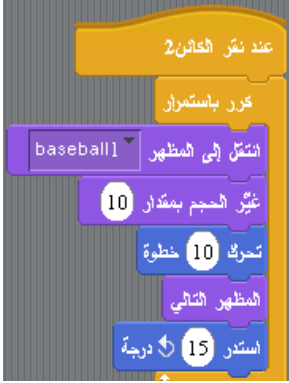 عند نقر الكائن2
كرر باستمرار
انتقل إلى المظهر baseball1
غيّر الحجم بمقدار 10
تحرك 10 خطوة
المظهر التالي
استدر 15 درجة